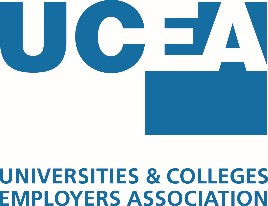 UCEA
UNIVERSITIES & COLLEGES
EMPLOYERS ASSOCIATION